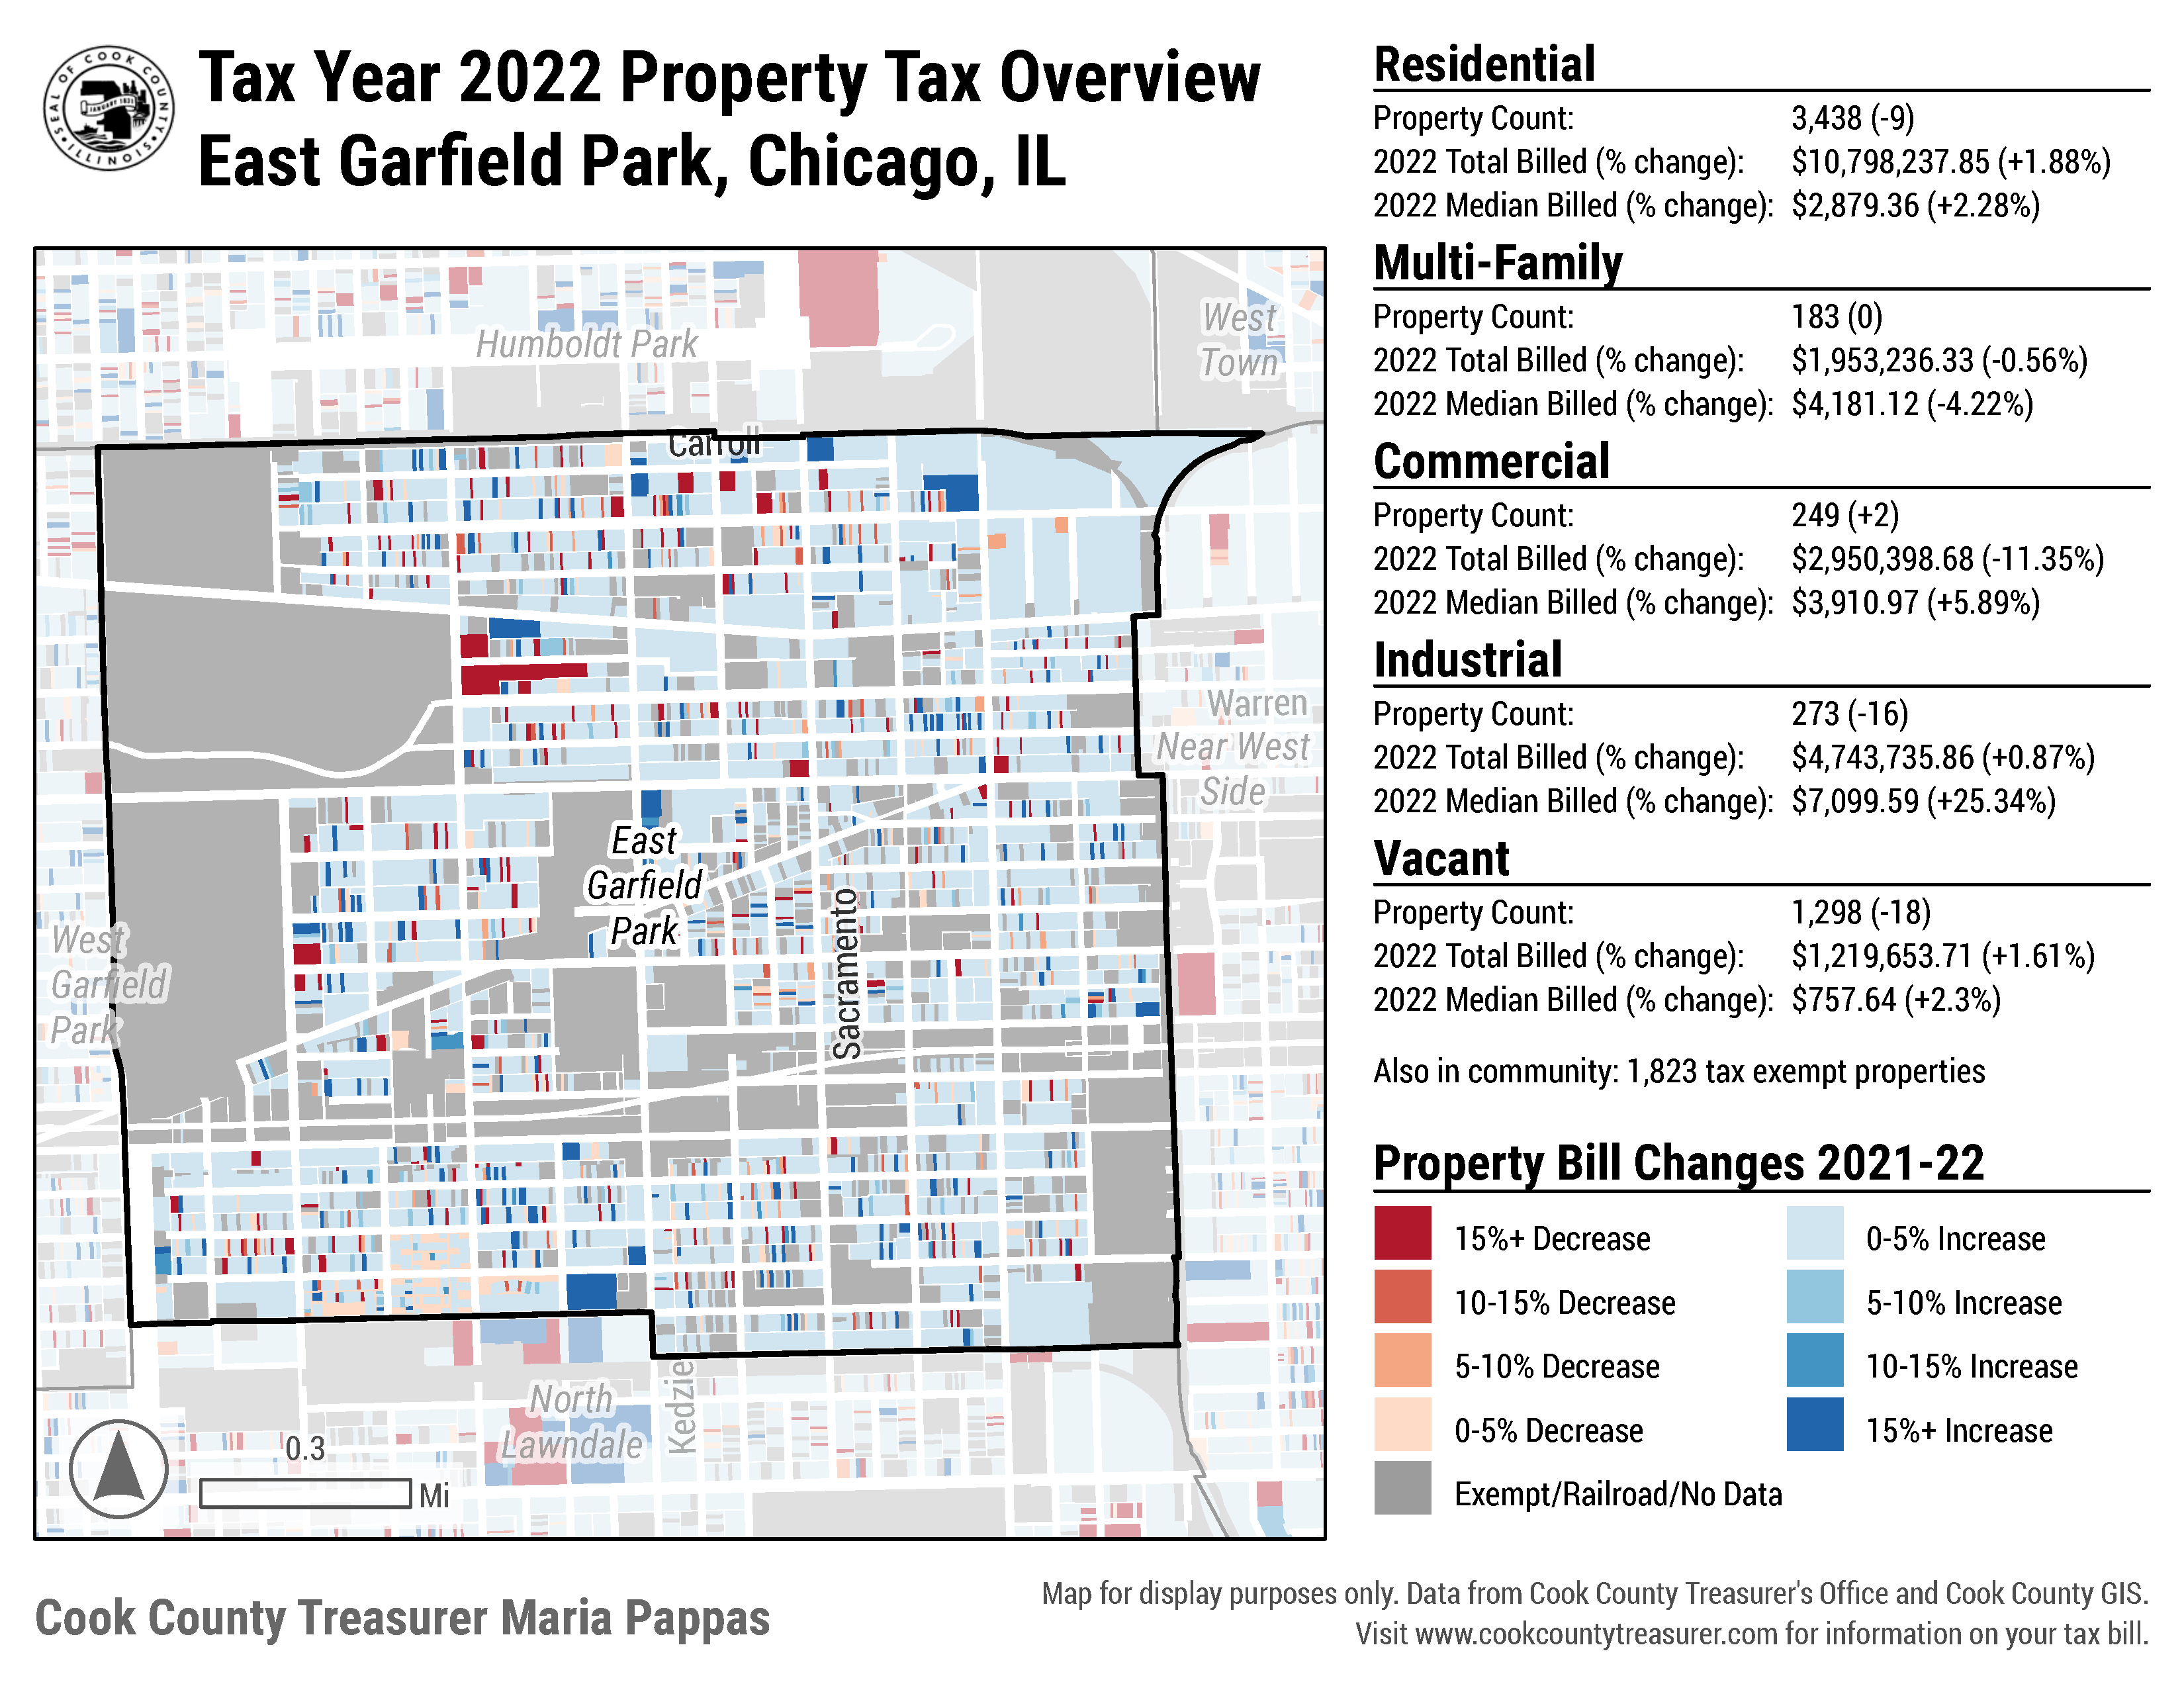 SEAL OF COOK COUNTY
ILLINOIS
JANUARY 1831
Tax Year 2022 Property Tax Overview
East Garfield Park, Chicago, IL
Humboldt Park
West
Town
Carroll
Warren
Near West
Side
East
Garfield
Park
Sacramento
West
Garfield
Park
North
Lawndale
Kedzie
0.3
Mi
Residential
Property Count: 3,438 (-9)
2022 Total Billed (% change): $10,798,237.85 (+1.88%)
2022 Median Billed (% change): $2,879.36 (+2.28%)
Multi-Family
Property Count: 183 (0)
2022 Total Billed (% change): $1,953,236.33 (-0.56%)
2022 Median Billed (% change): $4,181.12 (-4.22%)
Commercial
Property Count: 249 (+2)
2022 Total Billed (% change): $2,950,398.68 (-11.35%)
2022 Median Billed (% change): $3,910.97 (+5.89%)
Industrial
Property Count: 273 (-16)
2022 Total Billed (% change): $4,743,735.86 (+0.87%)
2022 Median Billed (% change): $7,099.59 (+25.34%)
Vacant
Property Count: 1,298 (-18)
2022 Total Billed (% change): $1,219,653.71 (+1.61%)
2022 Median Billed (% change): $757.64 (+2.3%)
Also in community: 1,823 tax exempt properties
Property Bill Changes 2021-22
15%+ Decrease
10-15% Decrease
5-10% Decrease
0-5% Decrease
Exempt/Railroad/No Data
0-5% Increase
5-10% Increase
10-15% Increase
15%+ Increase
Cook County Treasurer Maria Pappas
Map for display purposes only. Data from Cook County Treasurer's Office and Cook County GIS.
Visit www.cookcountytreasurer.com for information on your tax bill.